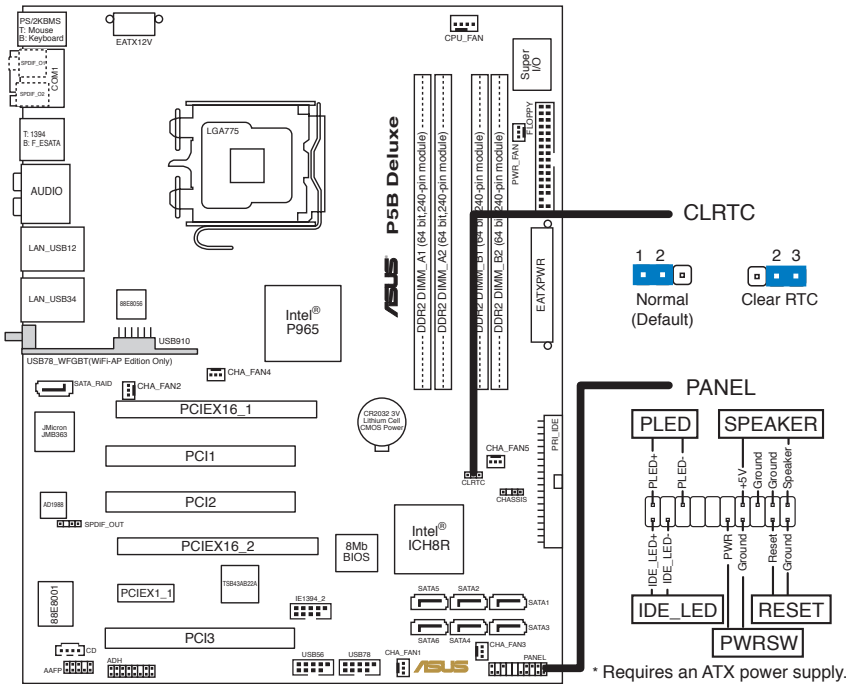 PS/2KBMS
T: Mouse
B: Keyboard
SPDIF_O1
SPDIF_O2
COM1
T: 1394
B: F_ESATA
AUDIO
LAN_USB12
LAN_USB34
EATX12V
LGA775
CPU_FAN
Super
I/O
FLOPPY
PWR_FAN
ASUS P5B Deluxe
DDR2 DIMM_A1 (64 bit,240-pin module)
DDR2 DIMM_A2 (64 bit,240-pin module)
DDR2 DIMM_B1 (64 bit,240-pin module)
DDR2 DIMM_B2 (64 bit,240-pin module)
EATXPWR
88E8056
Intel®
P965
USB910
USB78_WFGBT(WiFi-AP Edition Only)
SATA_RAID
CHA_FAN2
CHA_FAN4
PCIEX16_1
JMicron
JMB363
CR2032 3V
Lithium Cell
CMOS Power
PRI_IDE
CHA_FAN5
PCI1
CLRTC
CHASSIS
AD1988
PCI2
SPDIF_OUT
PCIEX16_2
8Mb
BIOS
Intel®
ICH8R
88E8001
PCIEX1_1
TSB43AB22A
IE1394_2
SATA5
SATA2
SATA1
SATA6
SATA4
SATA3
PCI3
CD
AAFP
ADH
USB56
USB78
CHA_FAN1
ASUS
CHA_FAN3
PANEL
CLRTC
1 2
2 3
Normal
(Default)
Clear RTC
PANEL
PLED
SPEAKER
PLED+
PLED-
+5V
Ground
Ground
Speaker
IDE_LED+
IDE_LED-
PWR
Ground
Reset
Ground
IDE_LED
RESET
PWRSW
* Requires an ATX power supply.